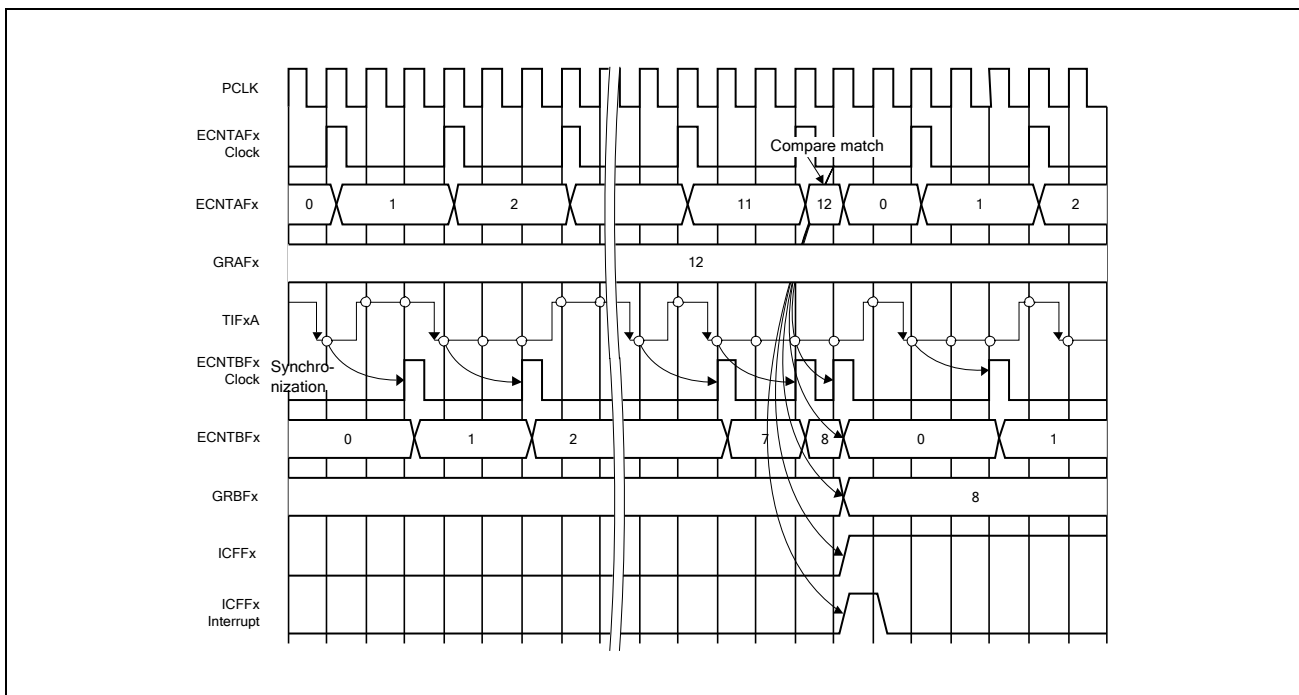 PCLK
ECNTAFx
Clock
Compare match
ECNTAFx
0 1 2 11 12 0 1 2
GRAFx
12
TIFxA
ECNTBFx
Clock
Synchro-
nization
ECNTBFx
0 1 2 7 8 0 1
GRBFx
8
ICFFx
ICFFx
Interrupt